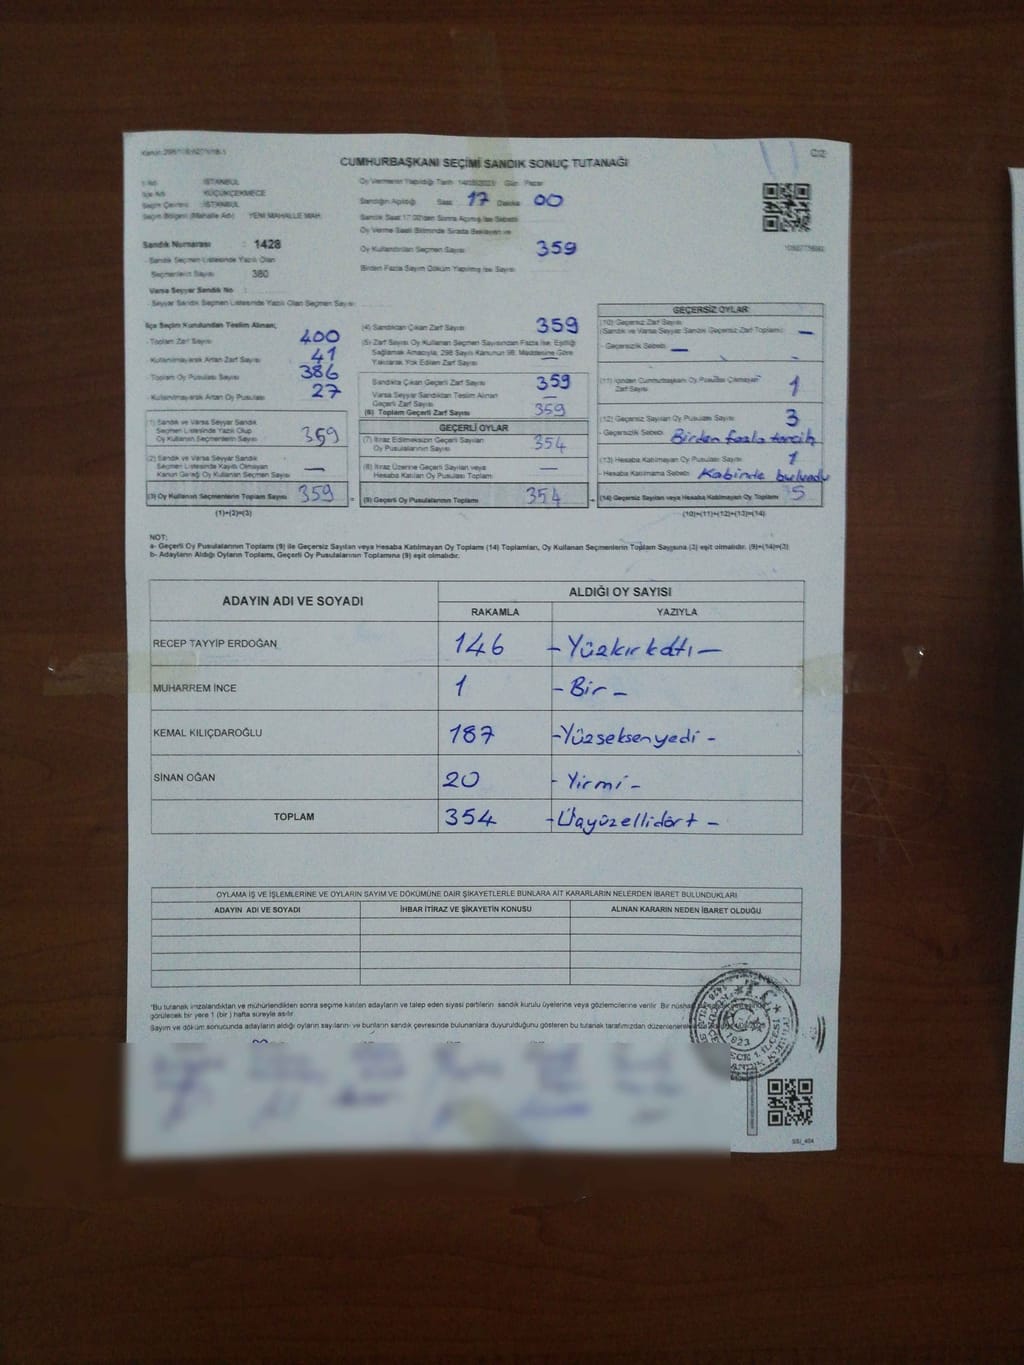 CUMHURBAŞKANI SEÇİMİ SANDIK SONUÇ TUTANAĞI
C/2
İSTANBUL
KÜÇÜKÇEKMECE
Seçim Çevresi : İSTANBUL
Seçim Bölgesi (Mahalle Adı) YENİ MAHALLE MAH.
Sandık Numarası : 1428
Sandık Seçmen Listesinde Yazılı Olan
Seçmenlerin Sayısı 380
Varsa Seyyar Sandık No
- Seyyar Sandık Seçmen Listesinde Yazılı Olan Seçmen Sayısı
Oy Vermenin Yapıldığı Tarih 14/05/2023 Gün Pazar
Sandığın Açıldığı Saat 17 Dakika 00
Sandık Saat 17.00'den Sonra Açılmış İse Sebebi
Oy Verme Saati Bitiminde Sırada Bekleyen ve
Oy Kullandırılan Seçmen Sayısı 359
Birden Fazla Sayım Döküm Yapılmış İse Sayısı
İlçe Seçim Kurulundan Teslim Alınan;
- Toplam Zarf Sayısı 400
- Kullanılmayarak Artan Zarf Sayısı 41
- Toplam Oy Pusulası Sayısı 386
- Kullanılmayarak Artan Oy Pusulası 27
(1) Sandık ve Varsa Seyyar Sandık
Seçmen Listesinde Yazılı Olup
Oy Kullanan Seçmenlerin Sayısı 359
(2) Sandık ve Varsa Seyyar Sandık
Seçmen Listesinde Kayıtlı Olmayan
Kanun Gereği Oy Kullanan Seçmen Sayısı —
(3) Oy Kullanan Seçmenlerin Toplam Sayısı 359
(1)+(2)=(3)
(4) Sandıktan Çıkan Zarf Sayısı 359
(5) Zarf Sayısı Oy Kullanan Seçmen Sayısından Fazla İse, Eşitliği
Sağlamak Amacıyla, 298 Sayılı Kanunun 98. Maddesine Göre
Yakılarak Yok Edilen Zarf Sayısı —
Sandıkta Çıkan Geçerli Zarf Sayısı 359
Varsa Seyyar Sandıktan Teslim Alınan
Geçerli Zarf Sayısı —
(6) Toplam Geçerli Zarf Sayısı 359
GEÇERLİ OYLAR
(7) İtiraz Edilmeksizin Geçerli Sayılan
Oy Pusulalarının Sayısı 354
(8) İtiraz Üzerine Geçerli Sayılan veya
Hesaba Katılan Oy Pusulası Toplamı —
(9) Geçerli Oy Pusulalarının Toplamı 354
GEÇERSİZ OYLAR
(10) Geçersiz Zarf Sayısı
(Sandık ve Varsa Seyyar Sandık Geçersiz Zarf Toplamı) —
- Geçersizlik Sebebi —
(11) İçinden Cumhurbaşkanı Oy Pusulası Çıkmayan
Zarf Sayısı 1
(12) Geçersiz Sayılan Oy Pusulası Sayısı 3
- Geçersizlik Sebebi Birden fazla tercih
(13) Hesaba Katılmayan Oy Pusulası Sayısı 1
- Hesaba Katılmama Sebebi Kabinde bulundu
(14) Geçersiz Sayılan veya Hesaba Katılmayan Oy Toplamı 5
(10)+(11)+(12)+(13)=(14)
NOT:
a- Geçerli Oy Pusulalarının Toplamı (9) ile Geçersiz Sayılan veya Hesaba Katılmayan Oy Toplamı (14) Toplamları, Oy Kullanan Seçmenlerin Toplam Sayısına (3) eşit olmalıdır. (9)+(14)=(3)
b- Adayların Aldığı Oyların Toplamı, Geçerli Oy Pusulalarının Toplamına (9) eşit olmalıdır.
ADAYIN ADI VE SOYADI
ALDIĞI OY SAYISI
RAKAMLA YAZIYLA
RECEP TAYYİP ERDOĞAN 146 - Yüzkırkaltı -
MUHARREM İNCE 1 - Bir -
KEMAL KILIÇDAROĞLU 187 - Yüzseksenyedi -
SİNAN OĞAN 20 - Yirmi -
TOPLAM 354 - Üçyüzellidört -
OYLAMA İŞ VE İŞLEMLERİNE VE OYLARIN SAYIM VE DÖKÜMÜNE DAİR ŞİKAYETLERLE BUNLARA AİT KARARLARIN NELERDEN İBARET BULUNDUKLARI
ADAYIN ADI VE SOYADI İHBAR İTİRAZ VE ŞİKAYETİN KONUSU ALINAN KARARIN NEDEN İBARET OLDUĞU
*Bu tutanak imzalandıktan ve mühürlendikten sonra seçime katılan adayların ve talep eden siyasi partilerin sandık kurulu üyelerine veya gözlemcilerine verilir. Bir nüshası
görülecek bir yere 1 (bir) hafta süreyle asılır.
Sayım ve döküm sonucunda adayların aldığı oyların sayılarını ve bunların sandık çevresinde bulunanlara duyurulduğunu gösteren bu tutanak tarafımızdan
T.C.
1923